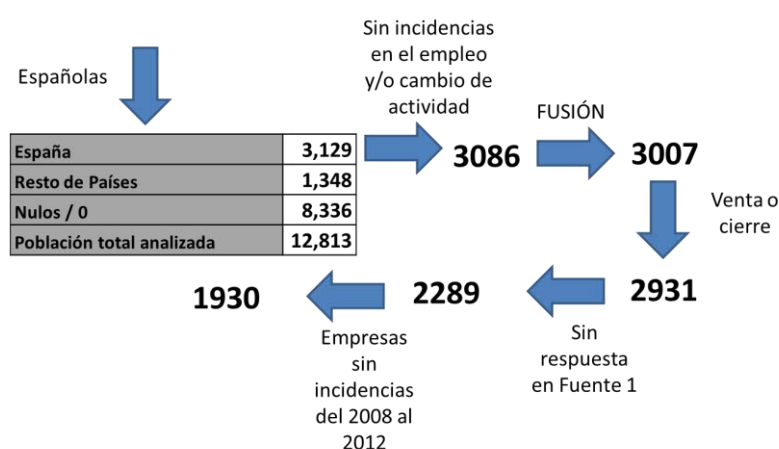 Españolas
Sin incidencias
en el empleo
y/o cambio de
actividad
FUSIÓN
España 3,129
Resto de Países 1,348
Nulos / 0 8,336
Población total analizada 12,813
3086
3007
Venta o
cierre
2931
Sin
respuesta
en Fuente 1
2289
Empresas
sin
incidencias
del 2008 al
2012
1930